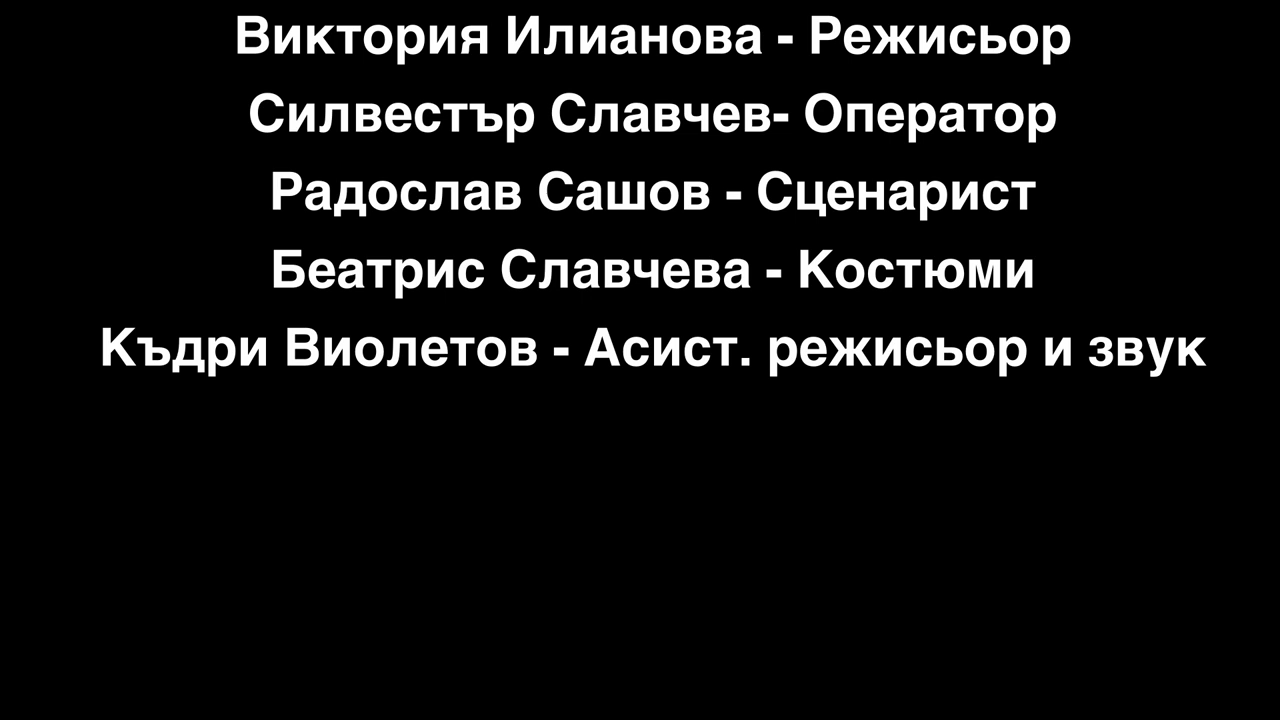 Виктория Илианова - Режисьор
Силвестър Славчев- Оператор
Радослав Сашов - Сценарист
Беатрис Славчева - Костюми
Къдри Виолетов - Асист. режисьор и звук